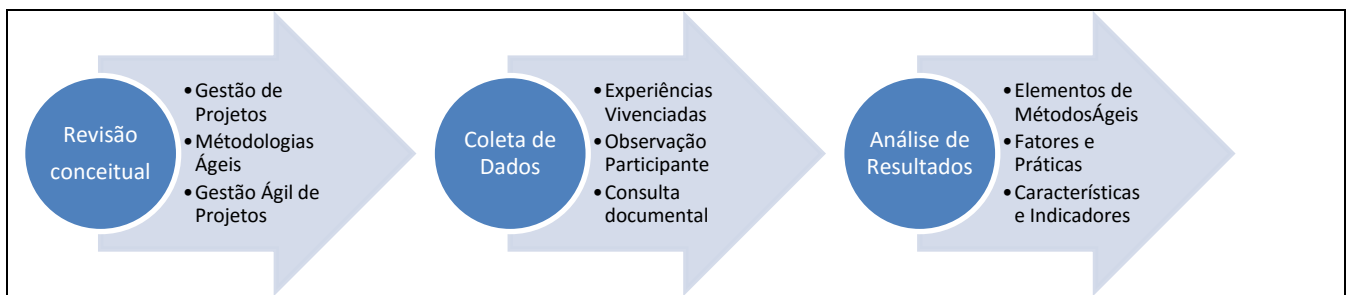 Revisão
conceitual
•Gestão de
Projetos
•Métodologias
Ágeis
•Gestão Ágil de
Projetos
Coleta de
Dados
•Experiências
Vivenciadas
•Observação
Participante
•Consulta
documental
Análise de
Resultados
•Elementos de
MétodosÁgeis
•Fatores e
Práticas
•Características
e Indicadores